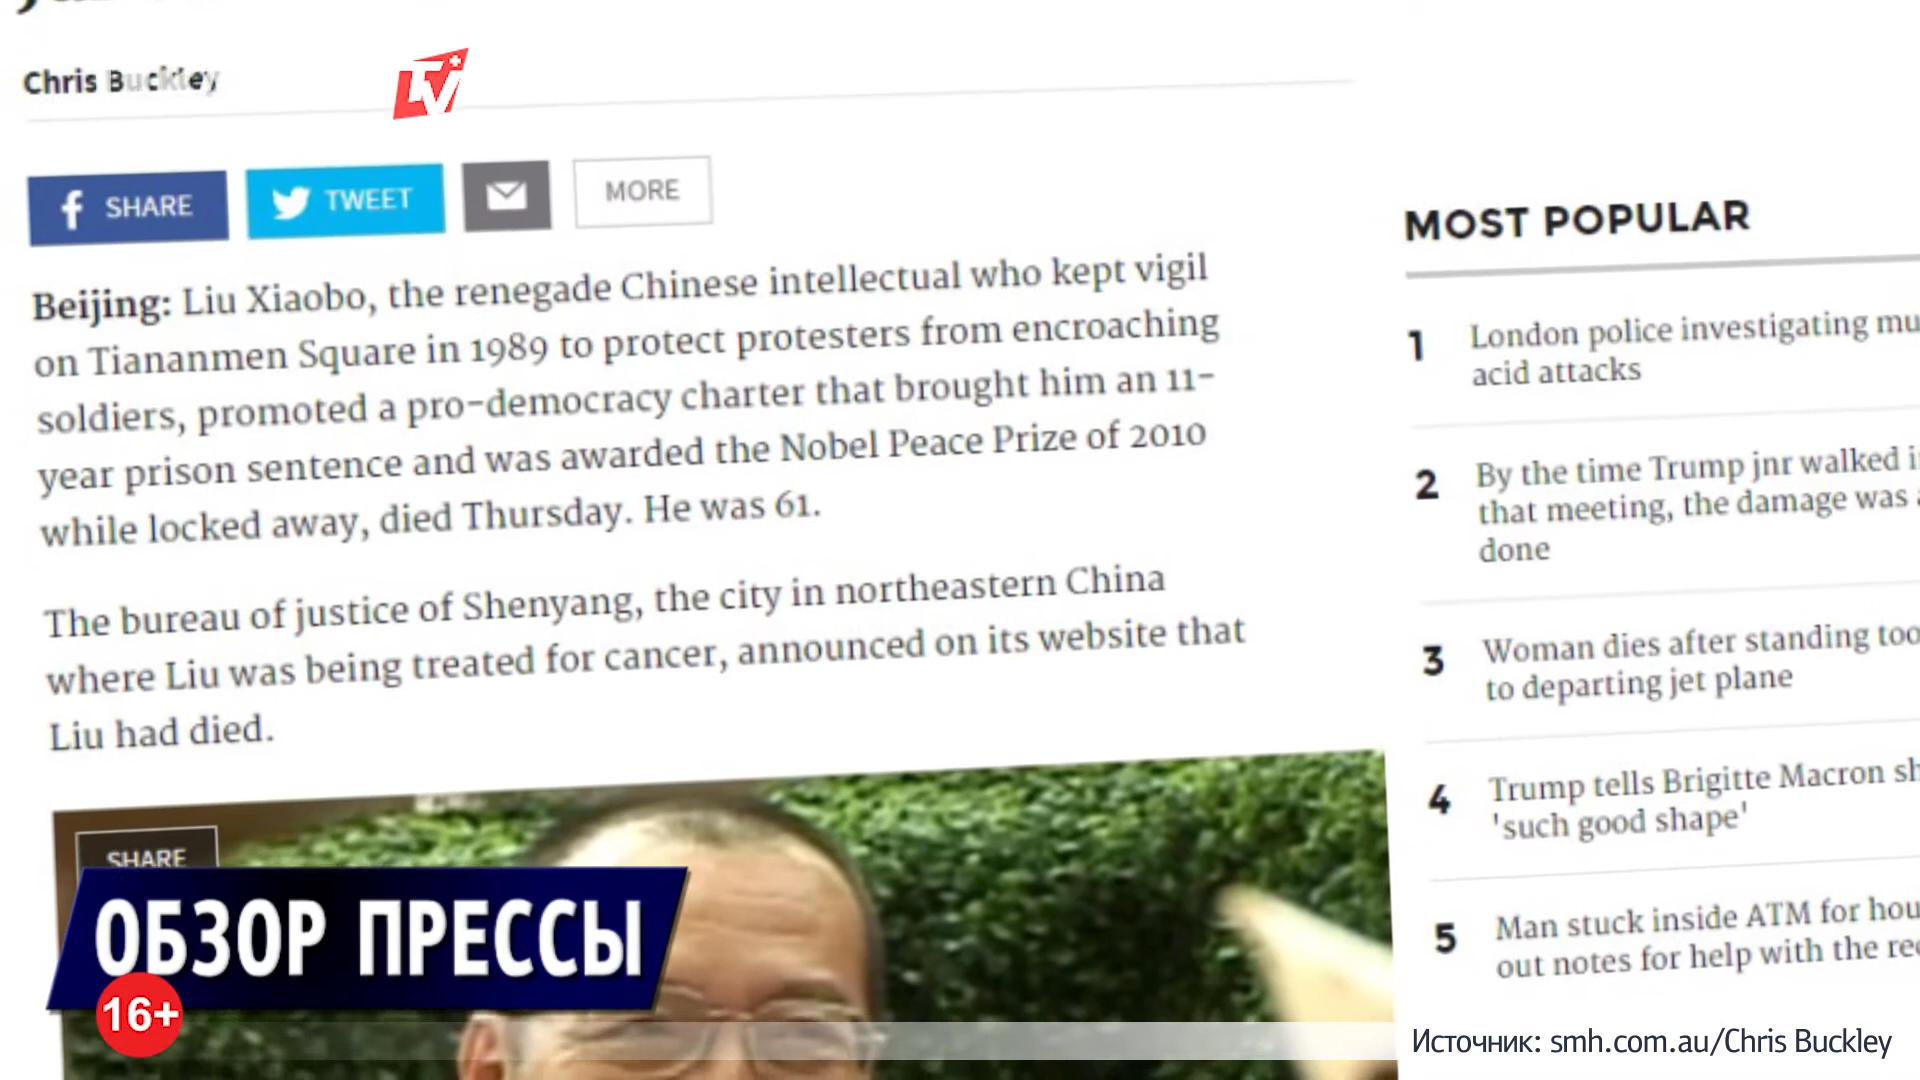 Chris Buckley
TV+
SHARE
TWEET
MORE
Beijing: Liu Xiaobo, the renegade Chinese intellectual who kept vigil
on Tiananmen Square in 1989 to protect protesters from encroaching
soldiers, promoted a pro-democracy charter that brought him an 11-
year prison sentence and was awarded the Nobel Peace Prize of 2010
while locked away, died Thursday. He was 61.
The bureau of justice of Shenyang, the city in northeastern China
where Liu was being treated for cancer, announced on its website that
Liu had died.
SHARE
MOST POPULAR
1 London police investigating
acid attacks
2 By the time Trump jnr walked
that meeting, the damage was
done
3 Woman dies after standing too
to departing jet plane
4 Trump tells Brigitte Macron
'such good shape'
5 Man stuck inside ATM for
out notes for help with the
ОБЗОР ПРЕССЫ
16+
Источник: smh.com.au/Chris Buckley